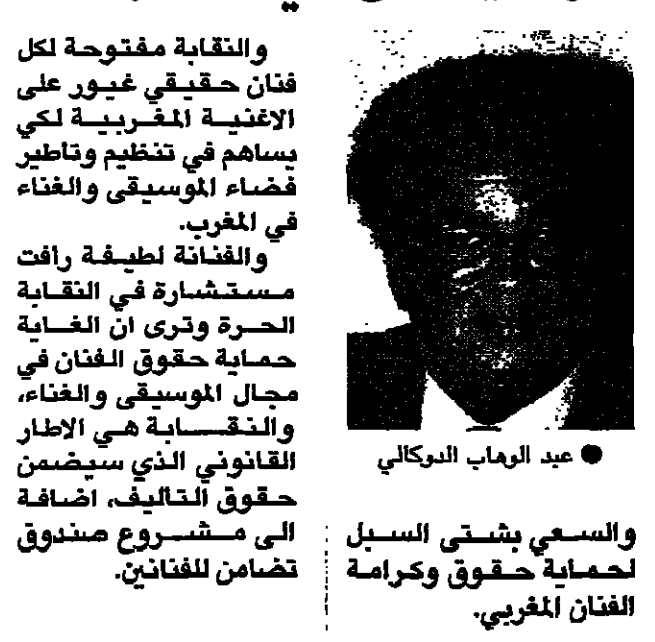 ● عبد الوهاب الدوكالي
والسعي بشتى السبل
لحماية حقوق وكرامة
الفنان المغربي.
والنقابة مفتوحة لكل
فنان حقيقي غيور على
الاغنية المغربية لكي
يساهم في تنظيم وتاطير
فضاء الموسيقى والغناء
في المغرب.
والفنانة لطيفة رأفت
مستشارة في النقابة
الحرة وترى ان الغاية
حماية حقوق الفنان في
مجال الموسيقى والغناء،
والنقابة هي الاطار
القانوني الذي سيضمن
حقوق التأليف، اضافة
الى مشروع صندوق
تضامن للفنانين.